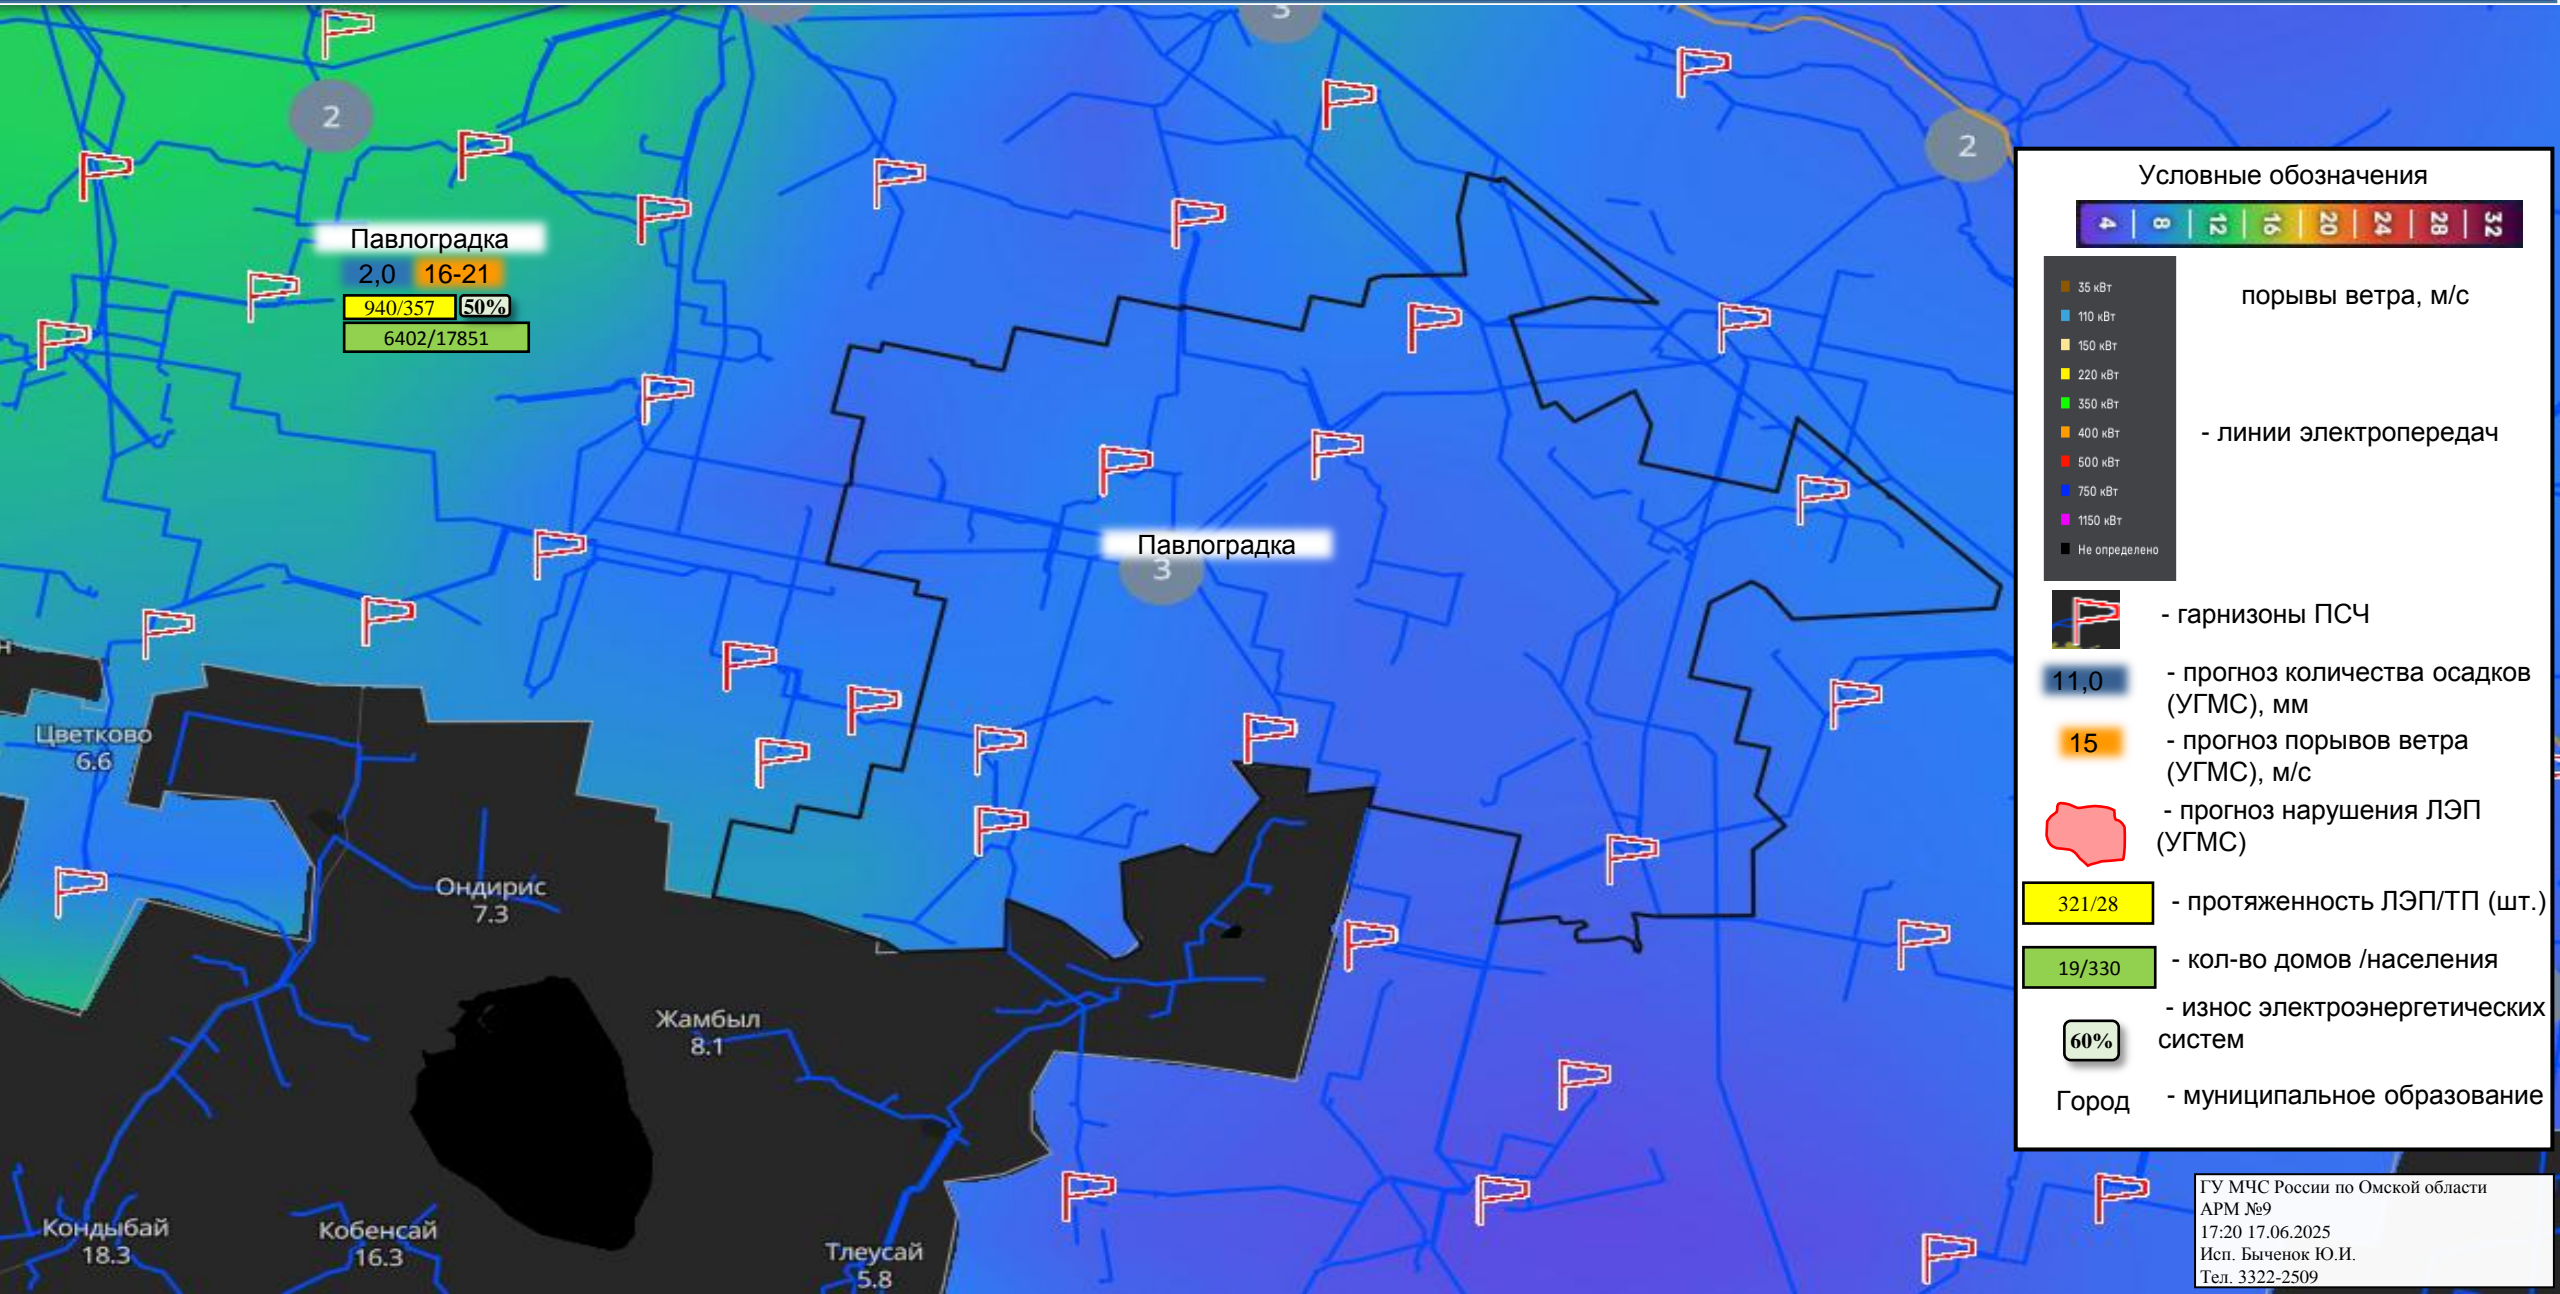 3
2
2
Павлоградка
2,0 16-21
940/357 50%
6402/17851
Павлоградка
3
н
Цветково
6.6
Ондирис
7.3
Жамбыл
8.1
Кондыбай
18.3
Кобенсай
16.3
Тлеусай
5.8
Условные обозначения
4 8 12 16 20 24 28 32
порывы ветра, м/с
35 кВт
110 кВт
150 кВт
220 кВт
350 кВт
400 кВт
500 кВт
750 кВт
1150 кВт
Не определено
- линии электропередач
- гарнизоны ПСЧ
11,0 - прогноз количества осадков
(УГМС), мм
15 - прогноз порывов ветра
(УГМС), м/с
- прогноз нарушения ЛЭП
(УГМС)
321/28 - протяженность ЛЭП/ТП (шт.)
19/330 - кол-во домов /населения
- износ электроэнергетических
60% систем
Город - муниципальное образование
ГУ МЧС России по Омской области
АРМ №9
17:20 17.06.2025
Исп. Быченок Ю.И.
Тел. 3322-2509